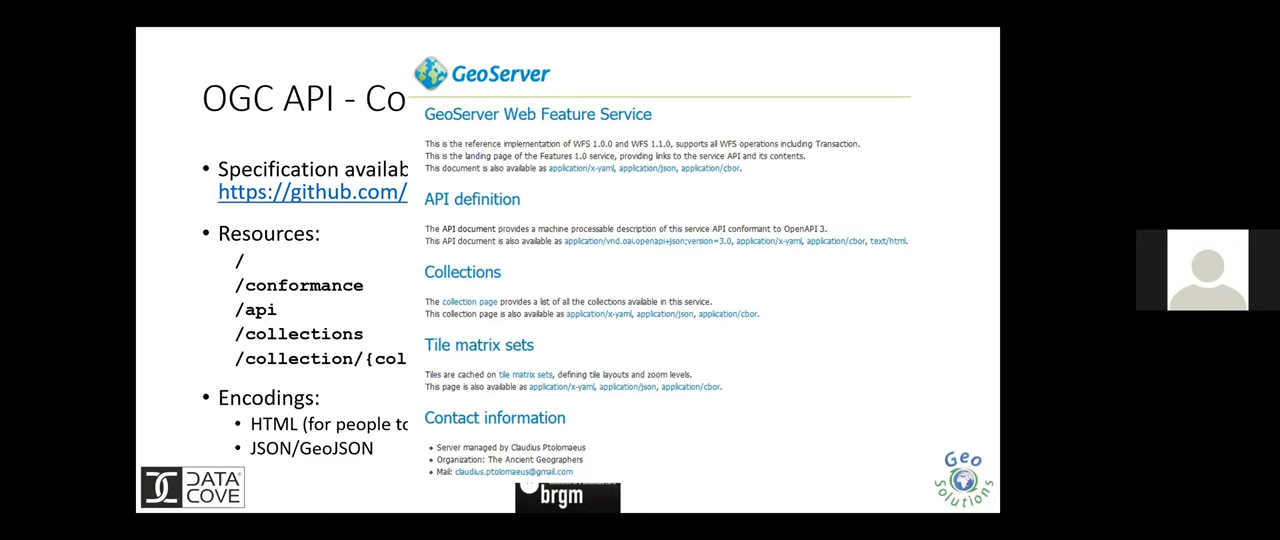 OGC API - Co
• Specification availab
https://github.com/
• Resources:
/
/conformance
/api
/collections
/collection/{col
• Encodings:
• HTML (for people to
• JSON/GeoJSON
DATA COVE
GeoServer
GeoServer Web Feature Service
This is the reference implementation of WFS 1.0.0 and WFS 1.1.0, supports all WFS operations including Transaction.
This is the landing page of the Features 1.0 service, providing links to the service API and its contents.
This document is also available as application/x-yaml, application/json, application/cbor.
API definition
The API document provides a machine processable description of this service API conformant to OpenAPI 3.
This API document is also available as application/vnd.oai.openapi+json;version=3.0, application/x-yaml, application/cbor, text/html.
Collections
The collection page provides a list of all the collections available in this service.
This collection page is also available as application/x-yaml, application/json, application/cbor.
Tile matrix sets
Tiles are cached on tile matrix sets, defining tile layouts and zoom levels.
This page is also available as application/x-yaml, application/json, application/cbor.
Contact information
• Server managed by Claudius Ptolomaeus
• Organization: The Ancient Geographers
• Mail: claudius.ptolomaeus@gmail.com
brgm
Geo
Solutions